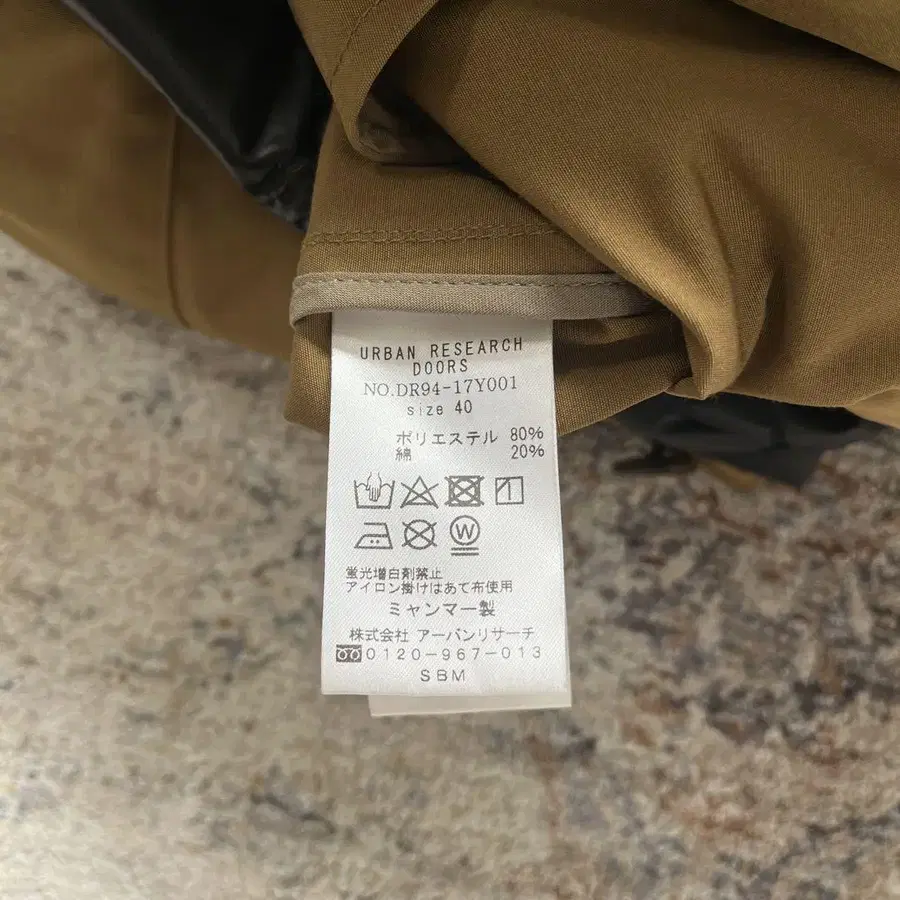 URBAN RESEARCH
DOORS
NO.DR94-17Y001
size 40
ポリエステル 80%
綿 20%
W
蛍光増白剤禁止
アイロン掛けはあて布使用
ミャンマー製
株式会社 アーバンリサーチ
0120-967-013
SBM